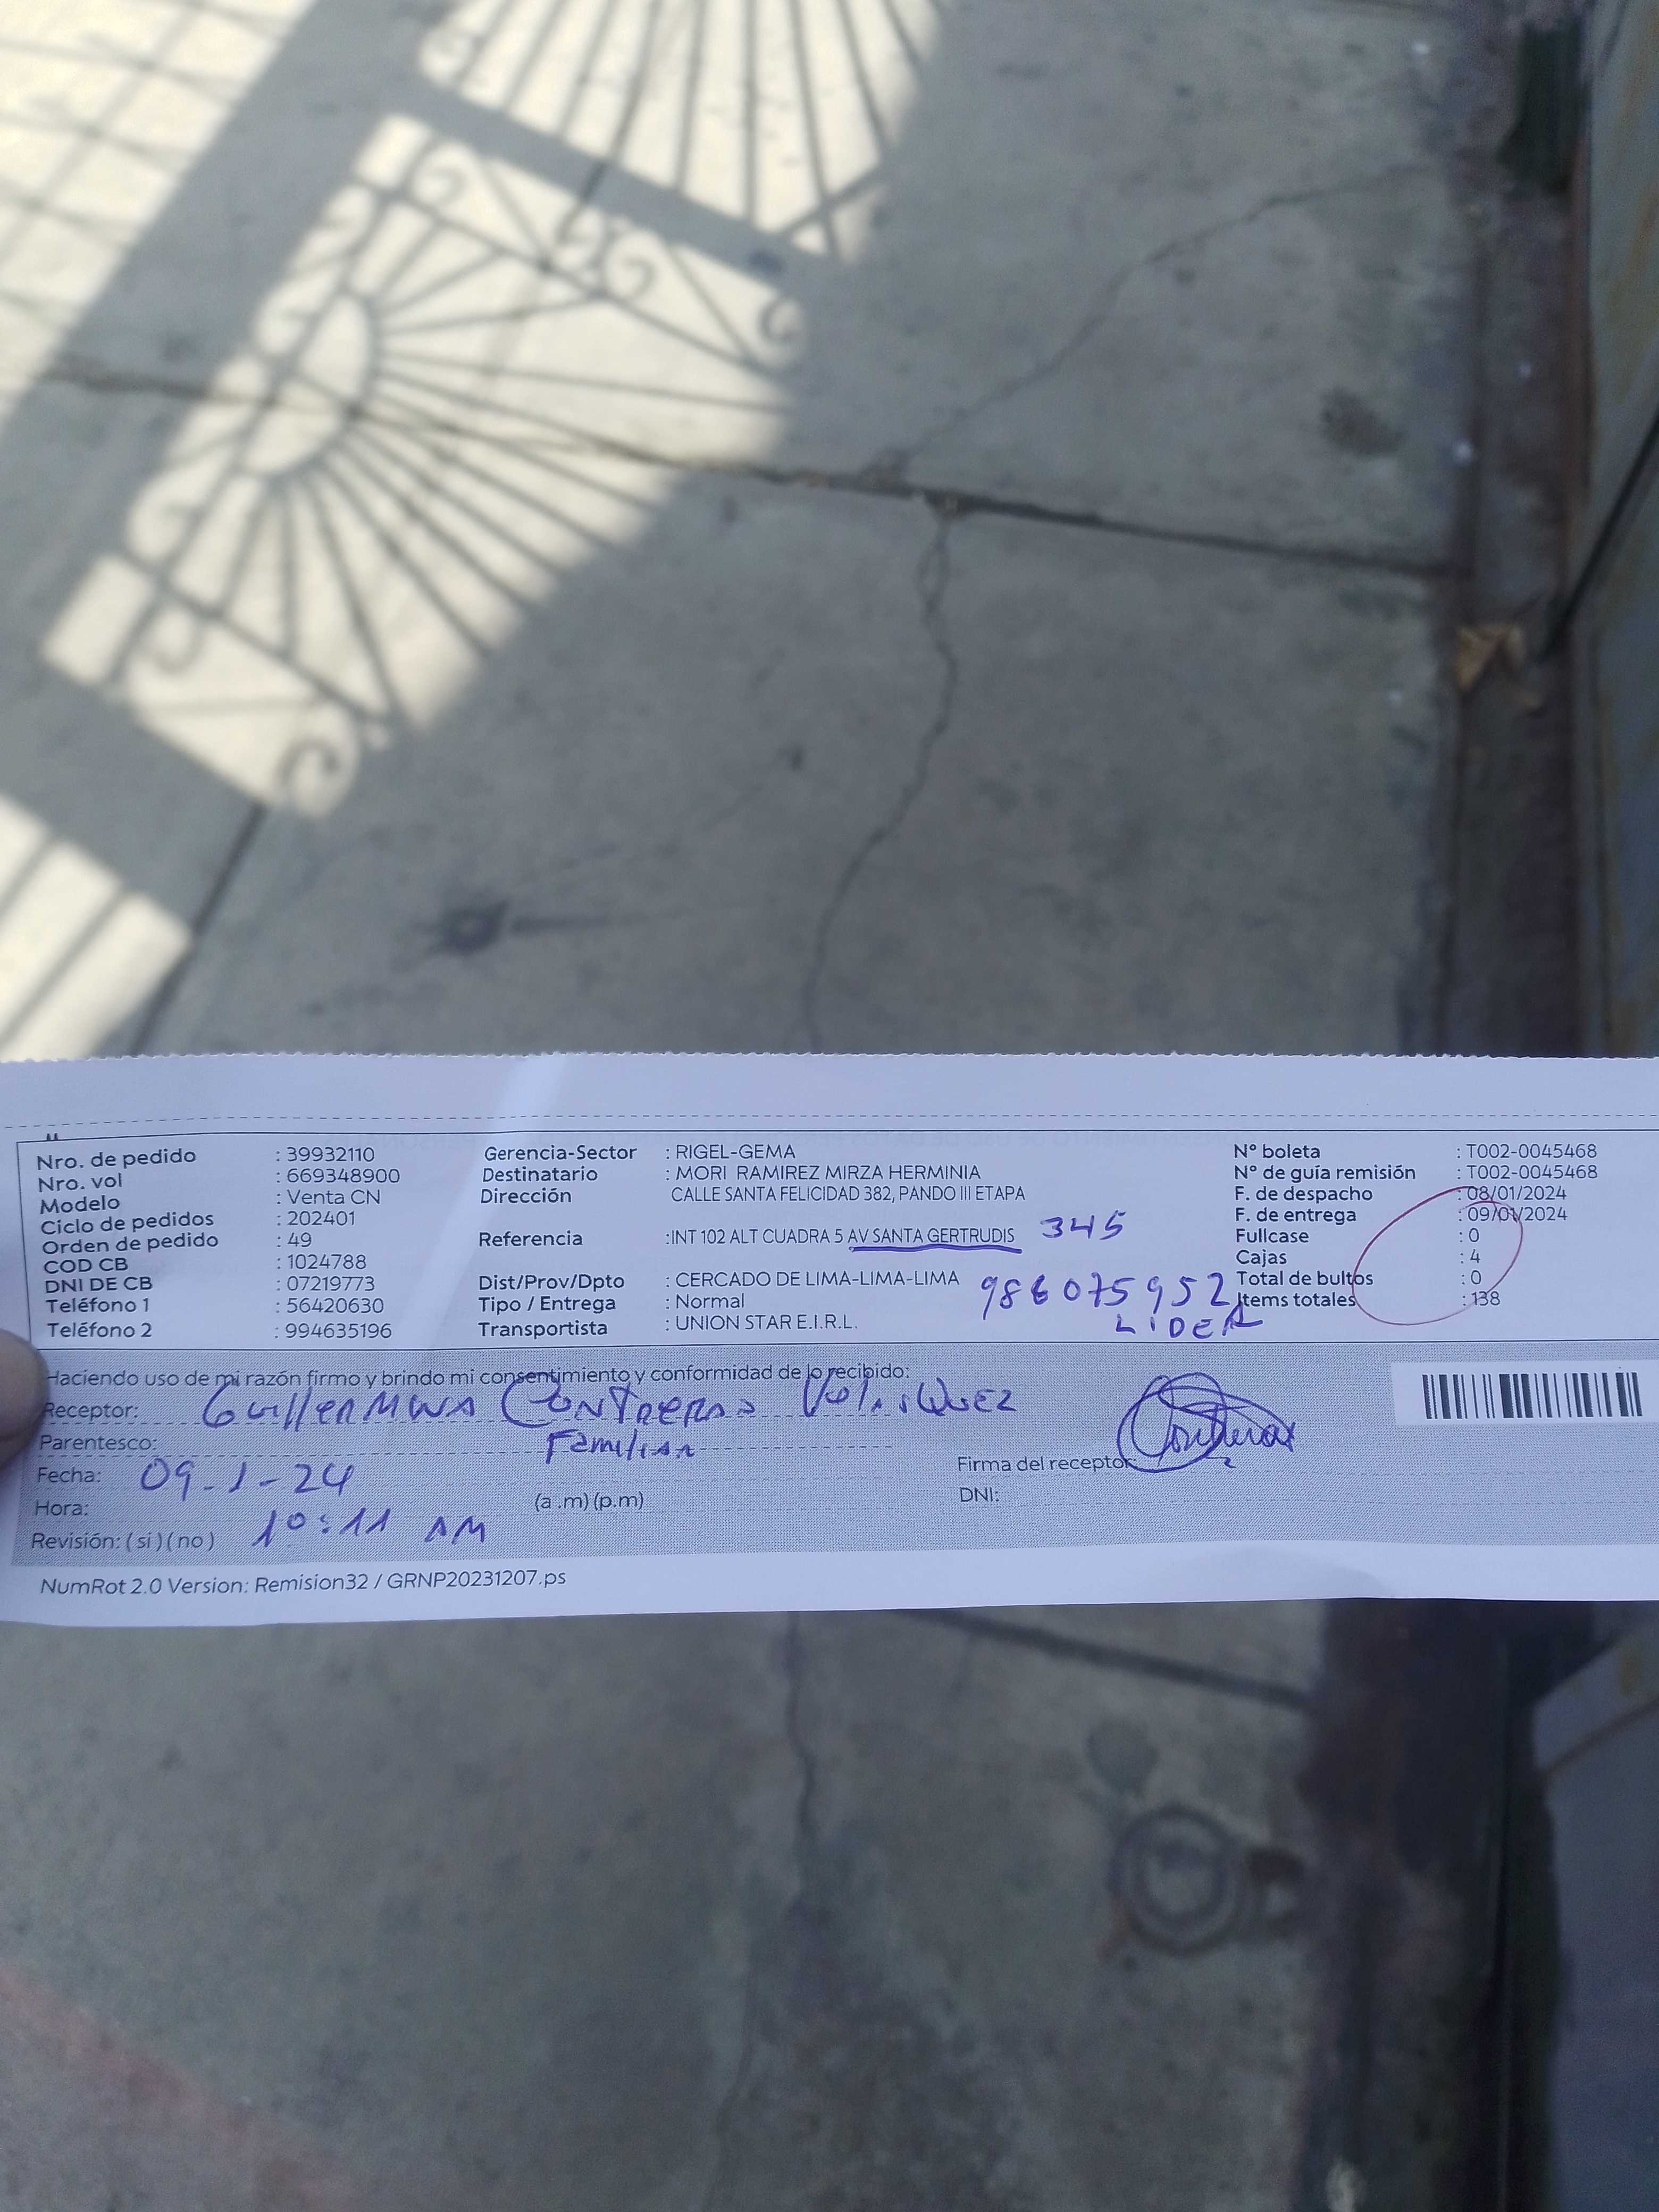 Nro. de pedido : 39932110 Gerencia-Sector : RIGEL-GEMA N° boleta : T002-0045468
Nro. vol : 669348900 Destinatario : MORI RAMIREZ MIRZA HERMINIA N° de guía remisión : T002-0045468
Modelo : Venta CN Dirección CALLE SANTA FELICIDAD 382, PANDO III ETAPA F. de despacho : 08/01/2024
Ciclo de pedidos : 202401 F. de entrega : 09/01/2024
Orden de pedido : 49 Referencia :INT 102 ALT CUADRA 5 AV SANTA GERTRUDIS 345 Fullcase : 0
COD CB : 1024788 Cajas : 4
DNI DE CB : 07219773 Dist/Prov/Dpto : CERCADO DE LIMA-LIMA-LIMA 986075952 Total de bultos : 0
Teléfono 1 : 56420630 Tipo / Entrega : Normal LIDER Items totales : 138
Teléfono 2 : 994635196 Transportista : UNION STAR E.I.R.L.
Haciendo uso de mi razón firmo y brindo mi consentimiento y conformidad de lo recibido:
Receptor: Contreras
Parentesco: Familiar
Fecha: 09-1-24 Firma del receptor:
Hora: (a .m) (p.m) DNI:
Revisión: ( si ) ( no ) 10:11 AM
NumRot 2.0 Version: Remision32 / GRNP20231207.ps